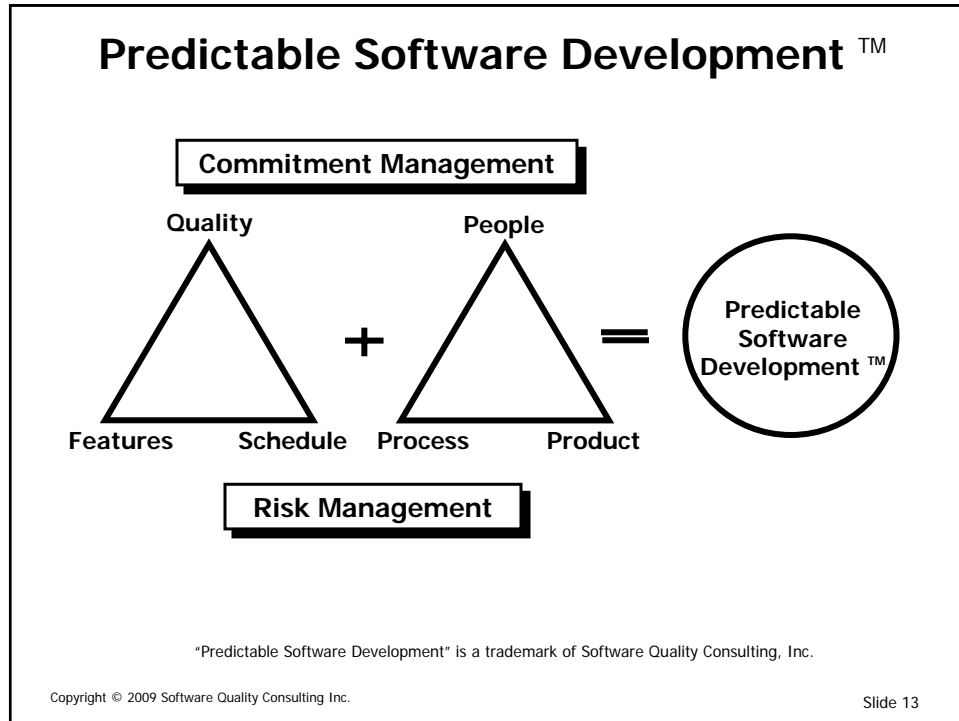 Predictable Software Development ™
Commitment Management
Quality
People
+
=
Predictable
Software
Development ™
Features
Schedule
Process
Product
Risk Management
"Predictable Software Development" is a trademark of Software Quality Consulting, Inc.
Copyright © 2009 Software Quality Consulting Inc.
Slide 13